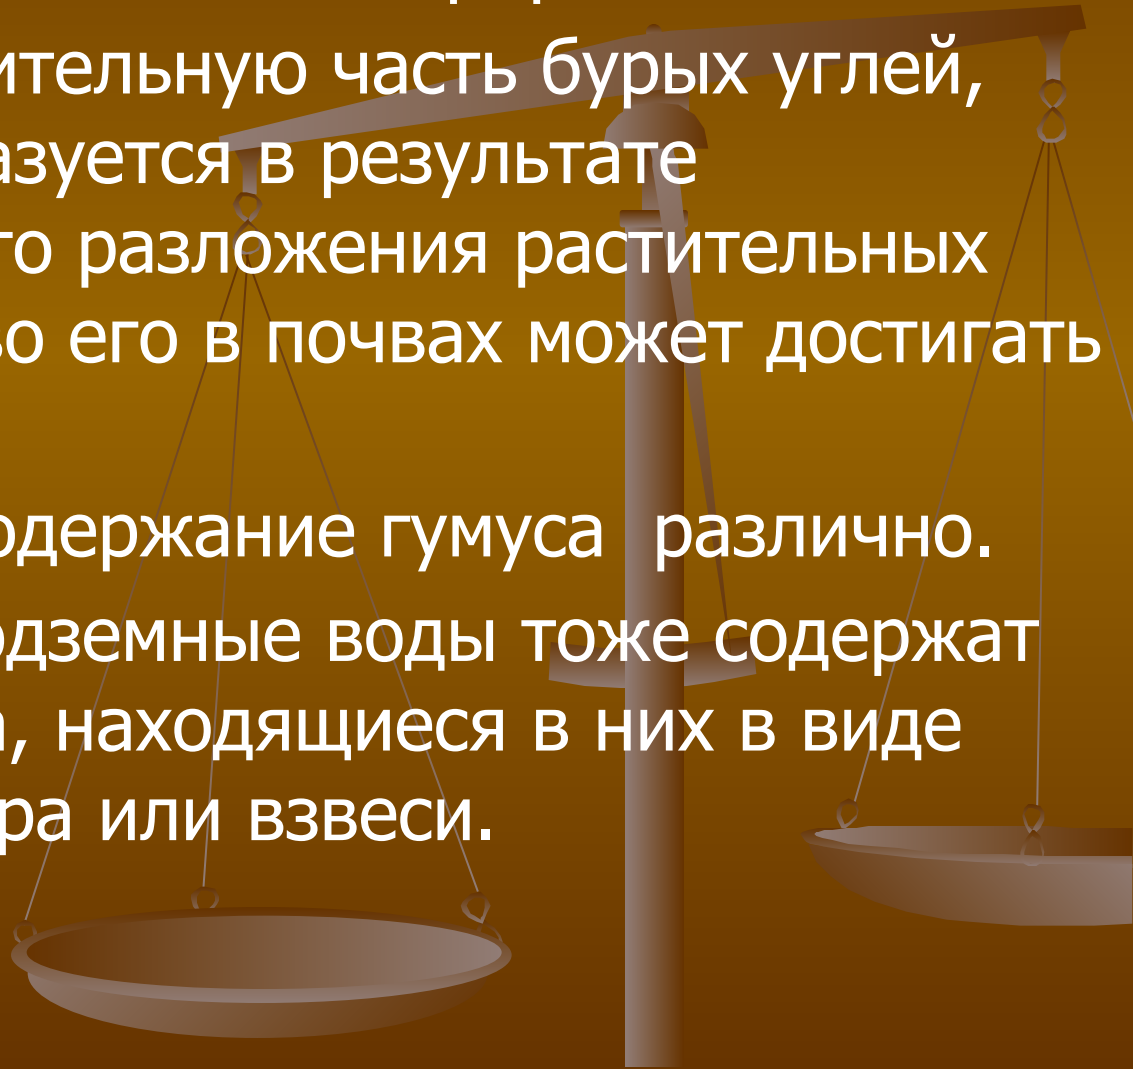 ительную часть бурых углей,
азуется в результате
го разложения растительных
во его в почвах может достигать
одержание гумуса  различно.
одземные воды тоже содержат
а, находящиеся в них в виде
ра или взвеси.